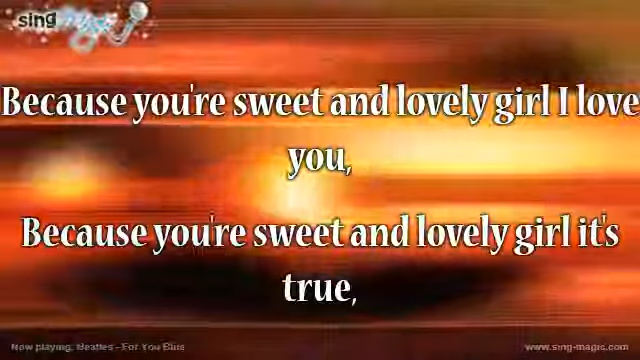 sing magic
Because you're sweet and lovely girl I love
you,
Because you're sweet and lovely girl it's
true,
Now playing: Beatles - For You Blue
www.sing-magic.com